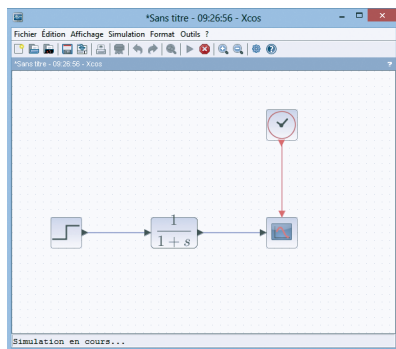 *Sans titre - 09:26:56 - Xcos
Fichier Édition Affichage Simulation Format Outils ?
*Sans titre - 09:26:56 - Xcos ?
1
1 + s
Simulation en cours...